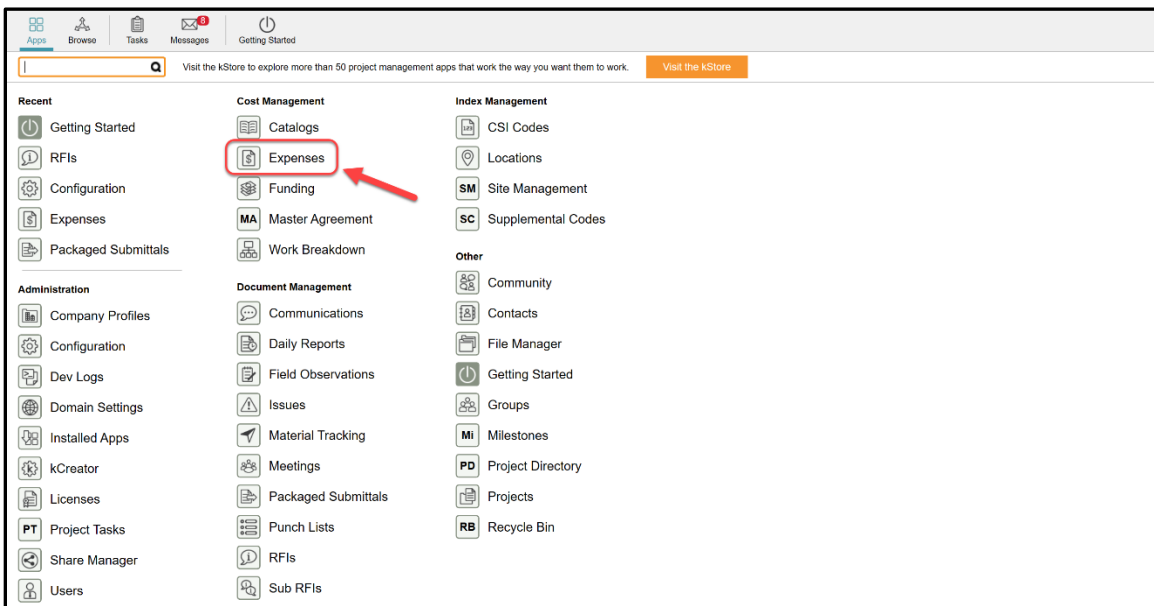 8
Apps
Browse
Tasks
Messages
Getting Started
Visit the kStore to explore more than 50 project management apps that work the way you want them to work.
Visit the kStore
Recent
Getting Started
RFIs
Configuration
$ Expenses
Packaged Submittals
Administration
Company Profiles
Configuration
Dev Logs
Domain Settings
Installed Apps
k kCreator
Licenses
PT Project Tasks
Share Manager
Users
Cost Management
Catalogs
$ Expenses
Funding
MA Master Agreement
Work Breakdown
Document Management
Communications
Daily Reports
Field Observations
Issues
Material Tracking
Meetings
Packaged Submittals
Punch Lists
RFIs
Sub RFIs
Index Management
123 CSI Codes
Locations
SM Site Management
SC Supplemental Codes
Other
Community
Contacts
File Manager
Getting Started
Groups
Mi Milestones
PD Project Directory
Projects
RB Recycle Bin